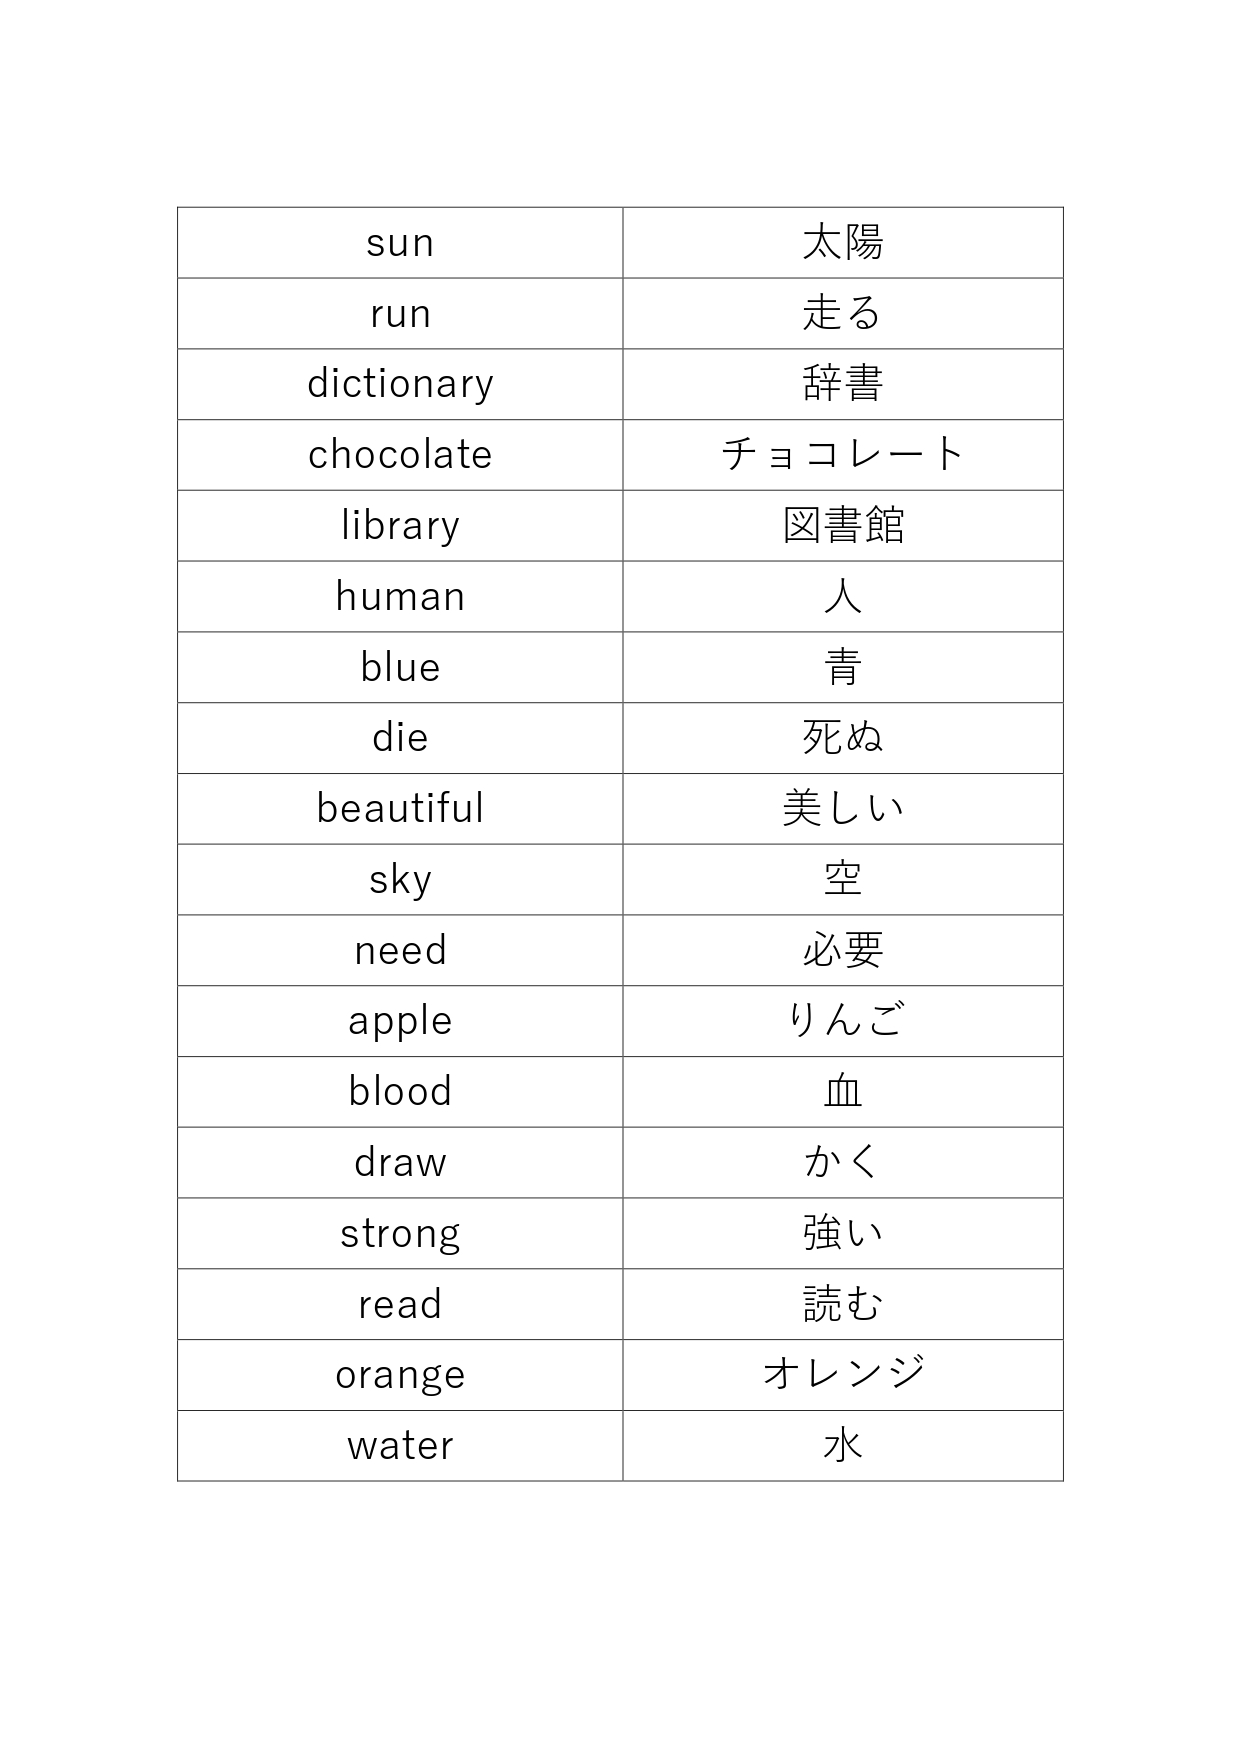 sun 太陽
run 走る
dictionary 辞書
chocolate チョコレート
library 図書館
human 人
blue 青
die 死ぬ
beautiful 美しい
sky 空
need 必要
apple りんご
blood 血
draw かく
strong 強い
read 読む
orange オレンジ
water 水